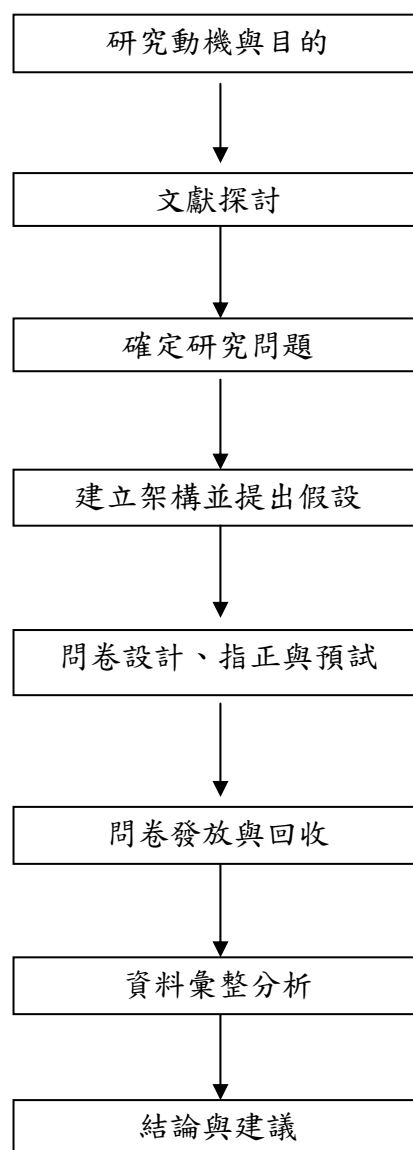 研究動機與目的
文獻探討
確定研究問題
建立架構並提出假設
問卷設計、指正與預試
問卷發放與回收
資料彙整分析
結論與建議